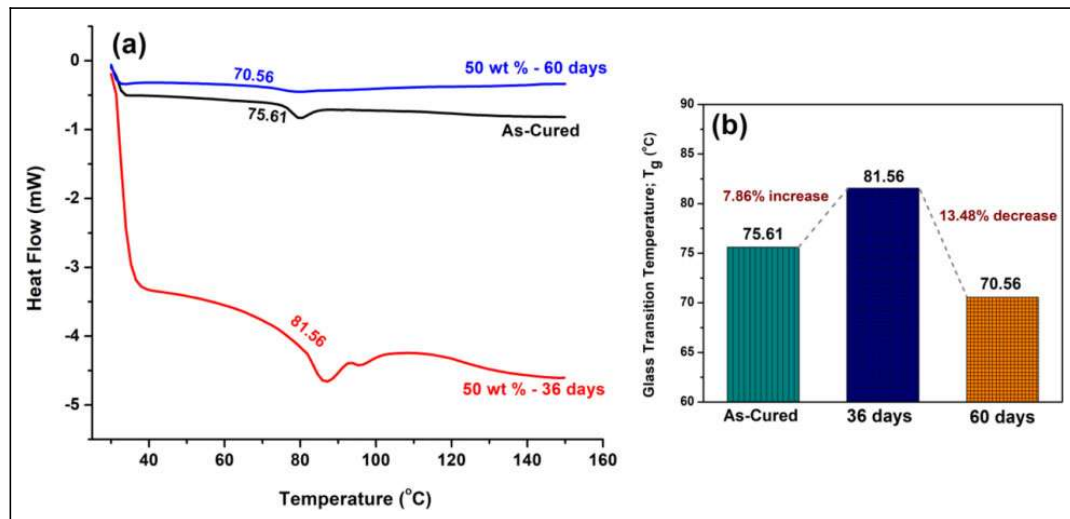 (a)
0
-1
-2
-3
-4
-5
Heat Flow (mW)
70.56
50 wt % - 60 days
75.61
As-Cured
81.56
50 wt % - 36 days
40 60 80 100 120 140 160
Temperature (°C)
(b)
90
85
80
75
70
65
60
Glass Transition Temperature; Tg (°C)
7.86% increase
81.56
13.48% decrease
75.61
70.56
As-Cured 36 days 60 days